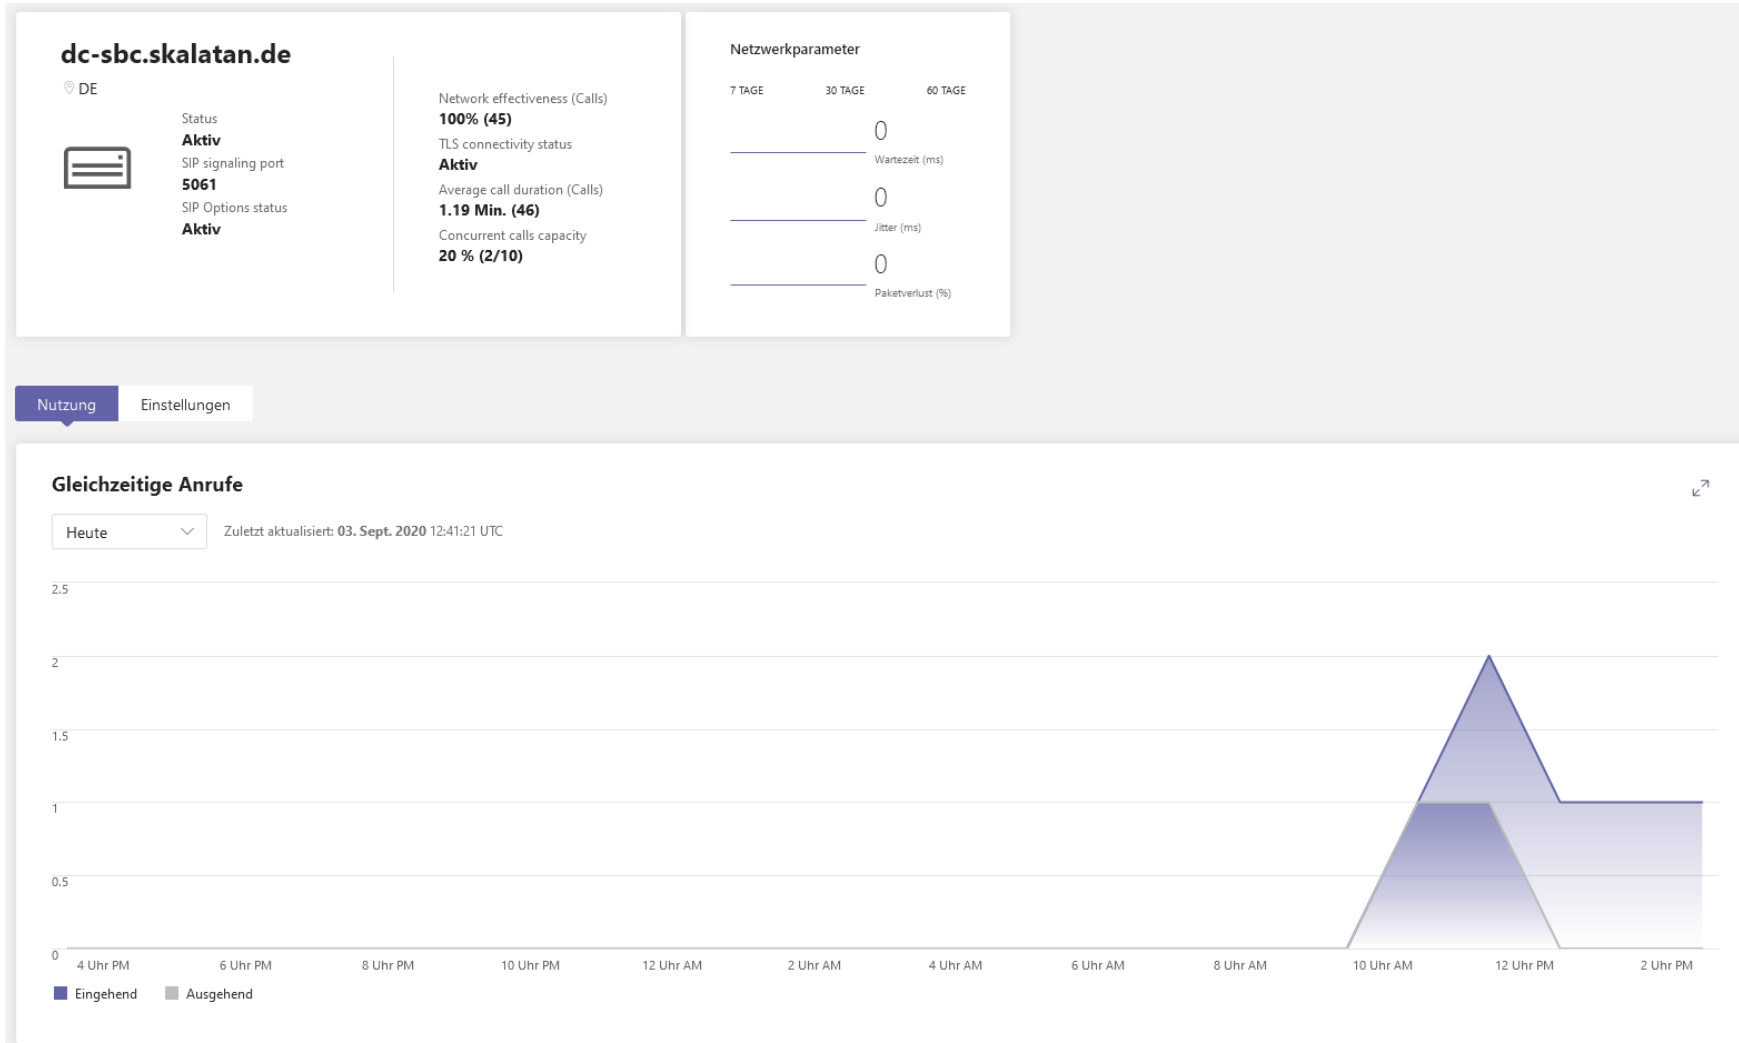 dc-sbc.skalatan.de
DE
Status
Aktiv
SIP signaling port
5061
SIP Options status
Aktiv
Network effectiveness (Calls)
100% (45)
TLS connectivity status
Aktiv
Average call duration (Calls)
1.19 Min. (46)
Concurrent calls capacity
20 % (2/10)
Netzwerkparameter
7 TAGE 30 TAGE 60 TAGE
0
Wartezeit (ms)
0
Jitter (ms)
0
Paketverlust (%)
Nutzung Einstellungen
Gleichzeitige Anrufe
Heute Zuletzt aktualisiert: 03. Sept. 2020 12:41:21 UTC
2.5
2
1.5
1
0.5
0
4 Uhr PM 6 Uhr PM 8 Uhr PM 10 Uhr PM 12 Uhr AM 2 Uhr AM 4 Uhr AM 6 Uhr AM 8 Uhr AM 10 Uhr AM 12 Uhr PM 2 Uhr PM
Eingehend Ausgehend